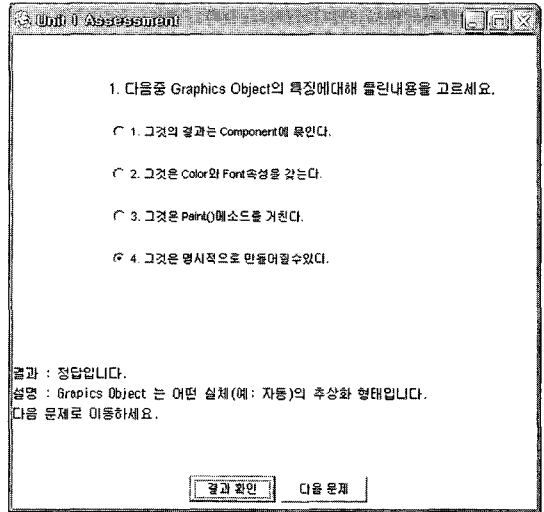 Unit 1 Assessment
1. 다음중 Graphics Object의 특징에대해 틀린내용을 고르세요.
1. 그것의 결과는 Component에 묶인다.
2. 그것은 Color와 Font속성을 갖는다.
3. 그것은 Paint()메소드를 거친다.
4. 그것은 명시적으로 만들어질수있다.
결과 : 정답입니다.
설명 : Grapics Object 는 어떤 실체(예: 자동)의 추상화 형태입니다.
다음 문제로 이동하세요.
결과 확인 다음 문제